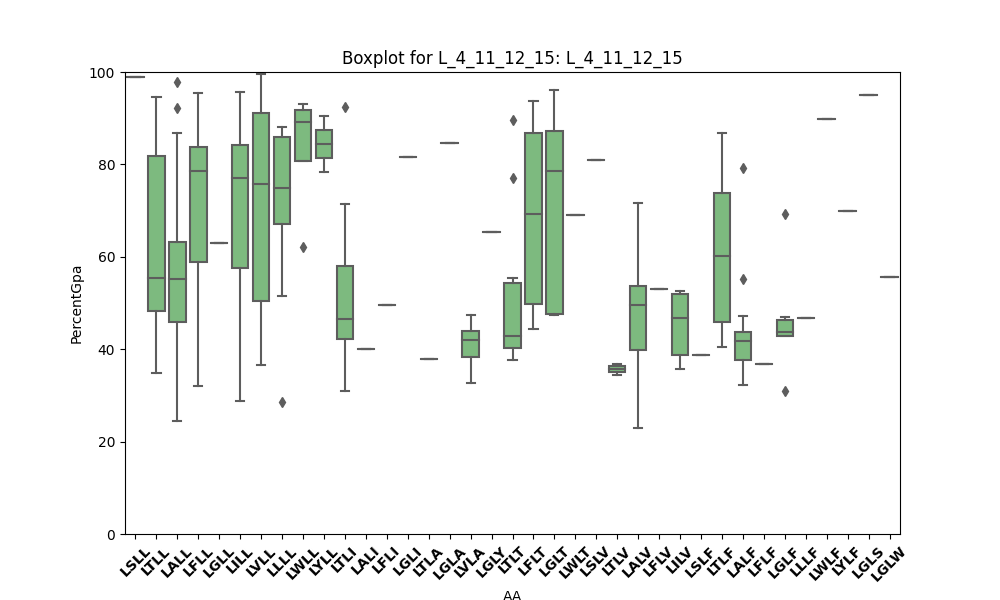 Boxplot for L_4_11_12_15: L_4_11_12_15
PercentGpa
100
80
60
40
20
0
LSLL LTLL LALL LFLL LGLL LILL LVLL LLLL LWLL LYLL LTLI LALI LFLI LGLI LTLA LGLA LVLA LGLY LTLT LFLT LGLT LWLT LSLV LTLV LALV LFLV LILV LSLF LTLF LALF LFLF LGLF LLLF LWLF LYLF LGLS LGLW
AA